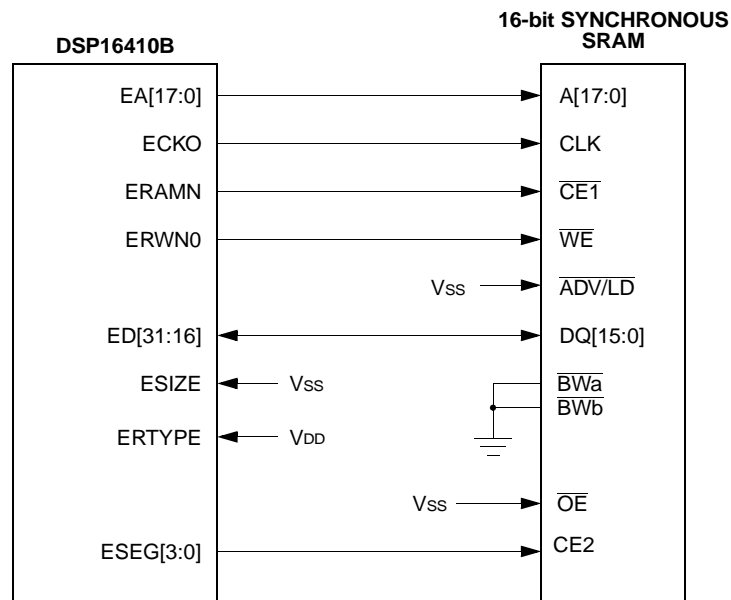 16-bit SYNCHRONOUS
SRAM
DSP16410B
EA[17:0] A[17:0]
ECKO CLK
ERAMN CE1
ERWN0 WE
VSS ADV/LD
ED[31:16] DQ[15:0]
ESIZE VSS BWa
BWb
ERTYPE VDD
VSS OE
ESEG[3:0] CE2